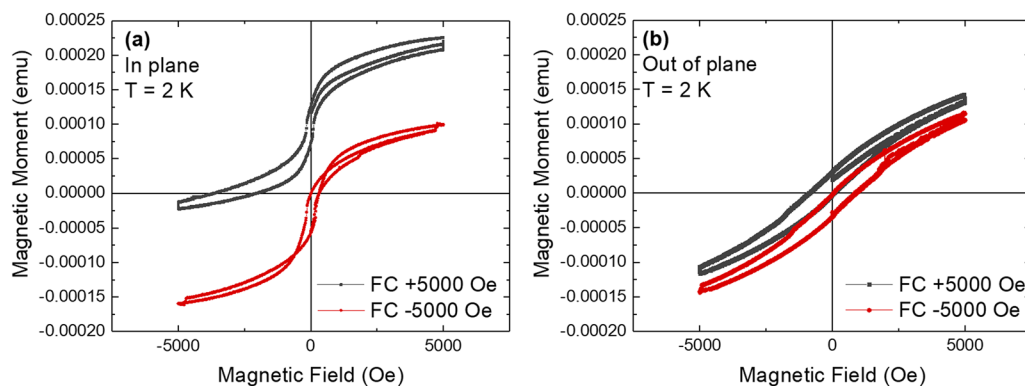 (a)
In plane
T = 2 K
Magnetic Moment (emu)
0.00025
0.00020
0.00015
0.00010
0.00005
0.00000
-0.00005
-0.00010
-0.00015
-0.00020
FC +5000 Oe
FC -5000 Oe
-5000
0
5000
Magnetic Field (Oe)
(b)
Out of plane
T = 2 K
Magnetic Moment (emu)
0.00025
0.00020
0.00015
0.00010
0.00005
0.00000
-0.00005
-0.00010
-0.00015
-0.00020
FC +5000 Oe
FC -5000 Oe
-5000
0
5000
Magnetic Field (Oe)